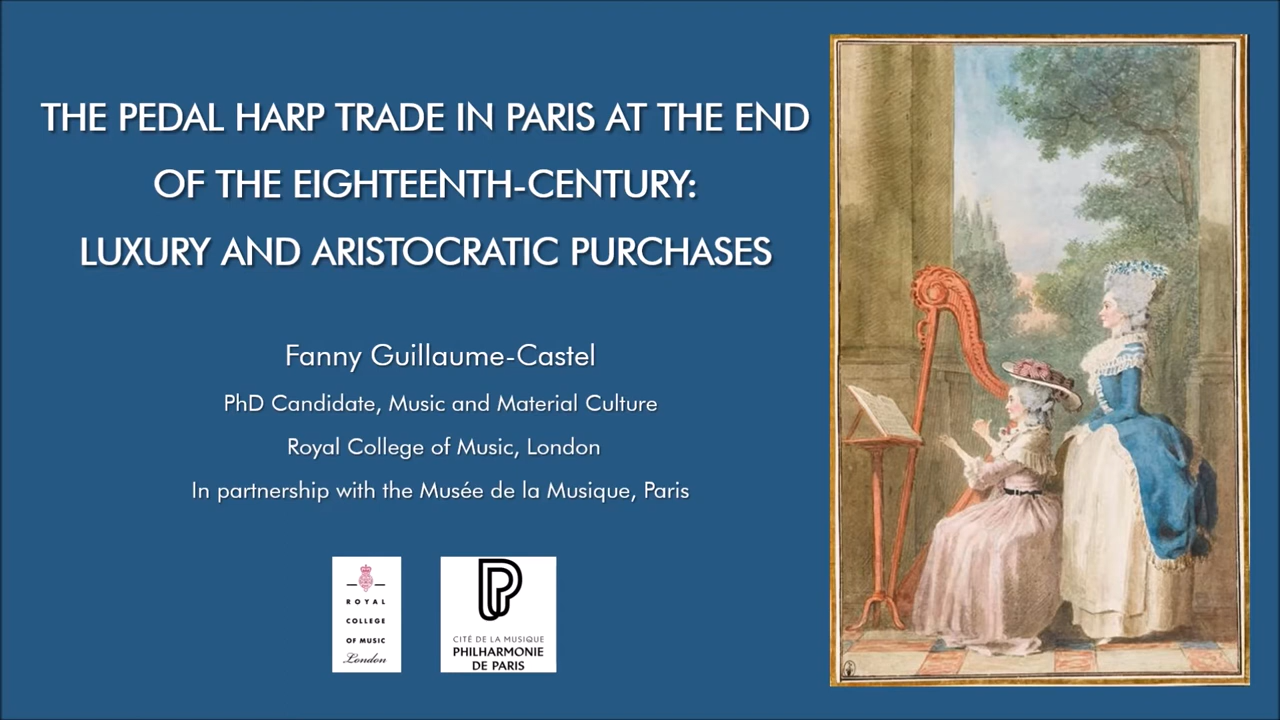 THE PEDAL HARP TRADE IN PARIS AT THE END
OF THE EIGHTEENTH-CENTURY:
LUXURY AND ARISTOCRATIC PURCHASES
Fanny Guillaume-Castel
PhD Candidate, Music and Material Culture
Royal College of Music, London
In partnership with the Musée de la Musique, Paris
ROYAL
COLLEGE
OF MUSIC
London
CITÉ DE LA MUSIQUE
PHILHARMONIE
DE PARIS